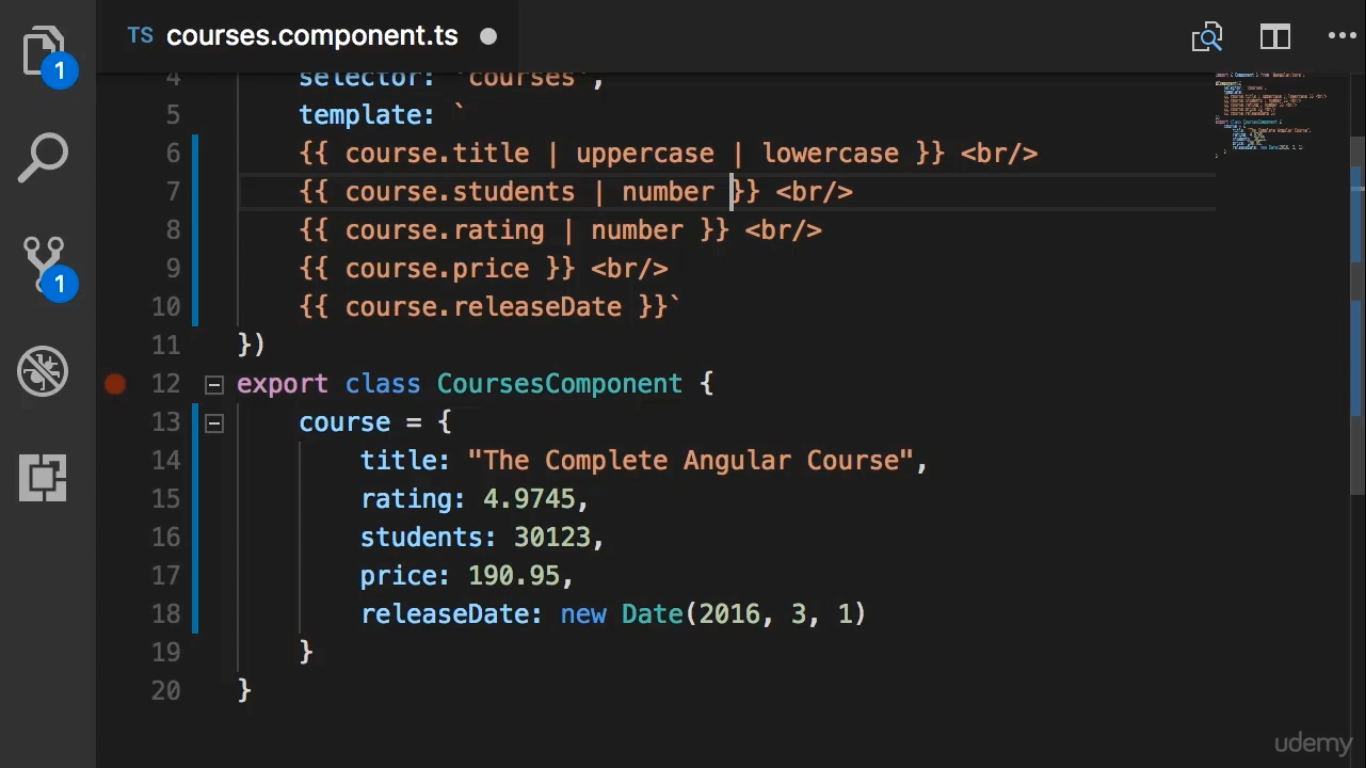 TS courses.component.ts
1
4 selector: `courses`,
5 template: `
6 {{ course.title | uppercase | lowercase }} <br/>
7 {{ course.students | number }} <br/>
8 {{ course.rating | number }} <br/>
9 {{ course.price }} <br/>
10 {{ course.releaseDate }}`
1
11 })
12 export class CoursesComponent {
13 course = {
14 title: "The Complete Angular Course",
15 rating: 4.9745,
16 students: 30123,
17 price: 190.95,
18 releaseDate: new Date(2016, 3, 1)
19 }
20 }
udemy